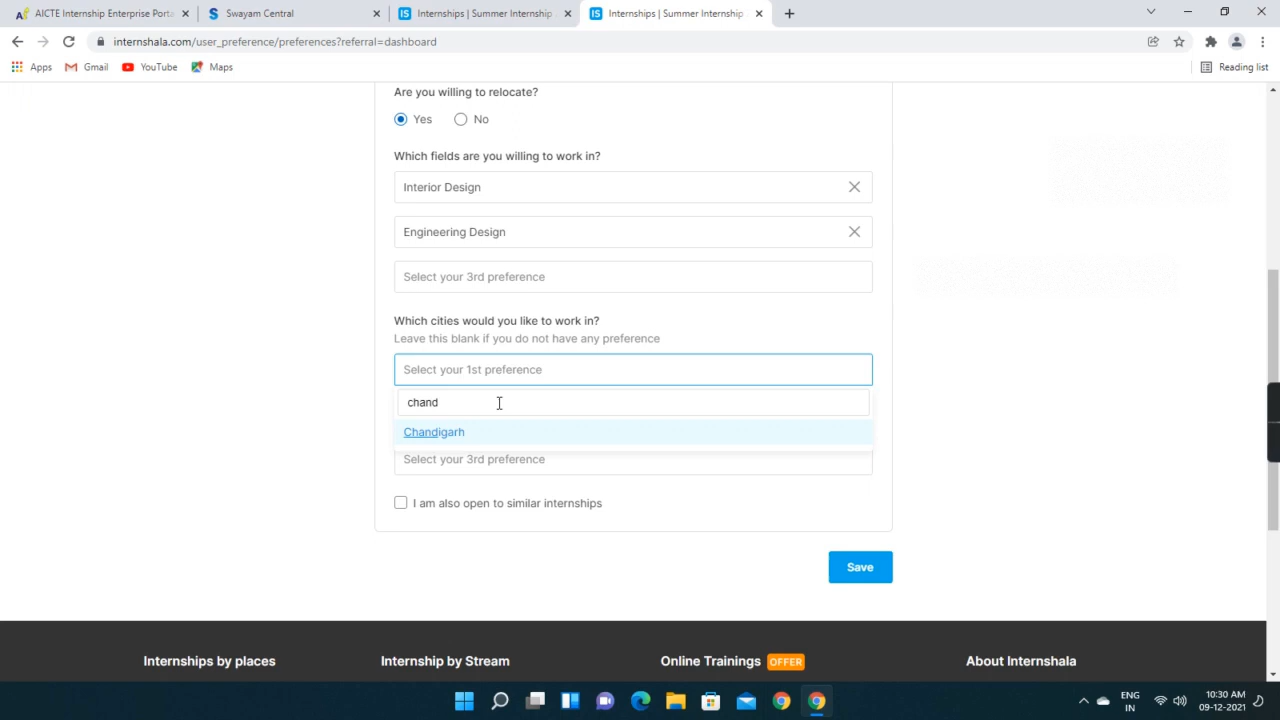 AICTE Internship Enterprise Porta
Swayam Central
Internships | Summer Internship
Internships | Summer Internship
internshala.com/user_preference/preferences?referral=dashboard
Apps
Gmail
YouTube
Maps
Reading list
Are you willing to relocate?
Yes
No
Which fields are you willing to work in?
Interior Design
Engineering Design
Select your 3rd preference
Which cities would you like to work in?
Leave this blank if you do not have any preference
Select your 1st preference
chand
Chandigarh
Select your 3rd preference
I am also open to similar internships
Save
Internships by places
Internship by Stream
Online Trainings OFFER
About Internshala
ENG
IN
10:30 AM
09-12-2021